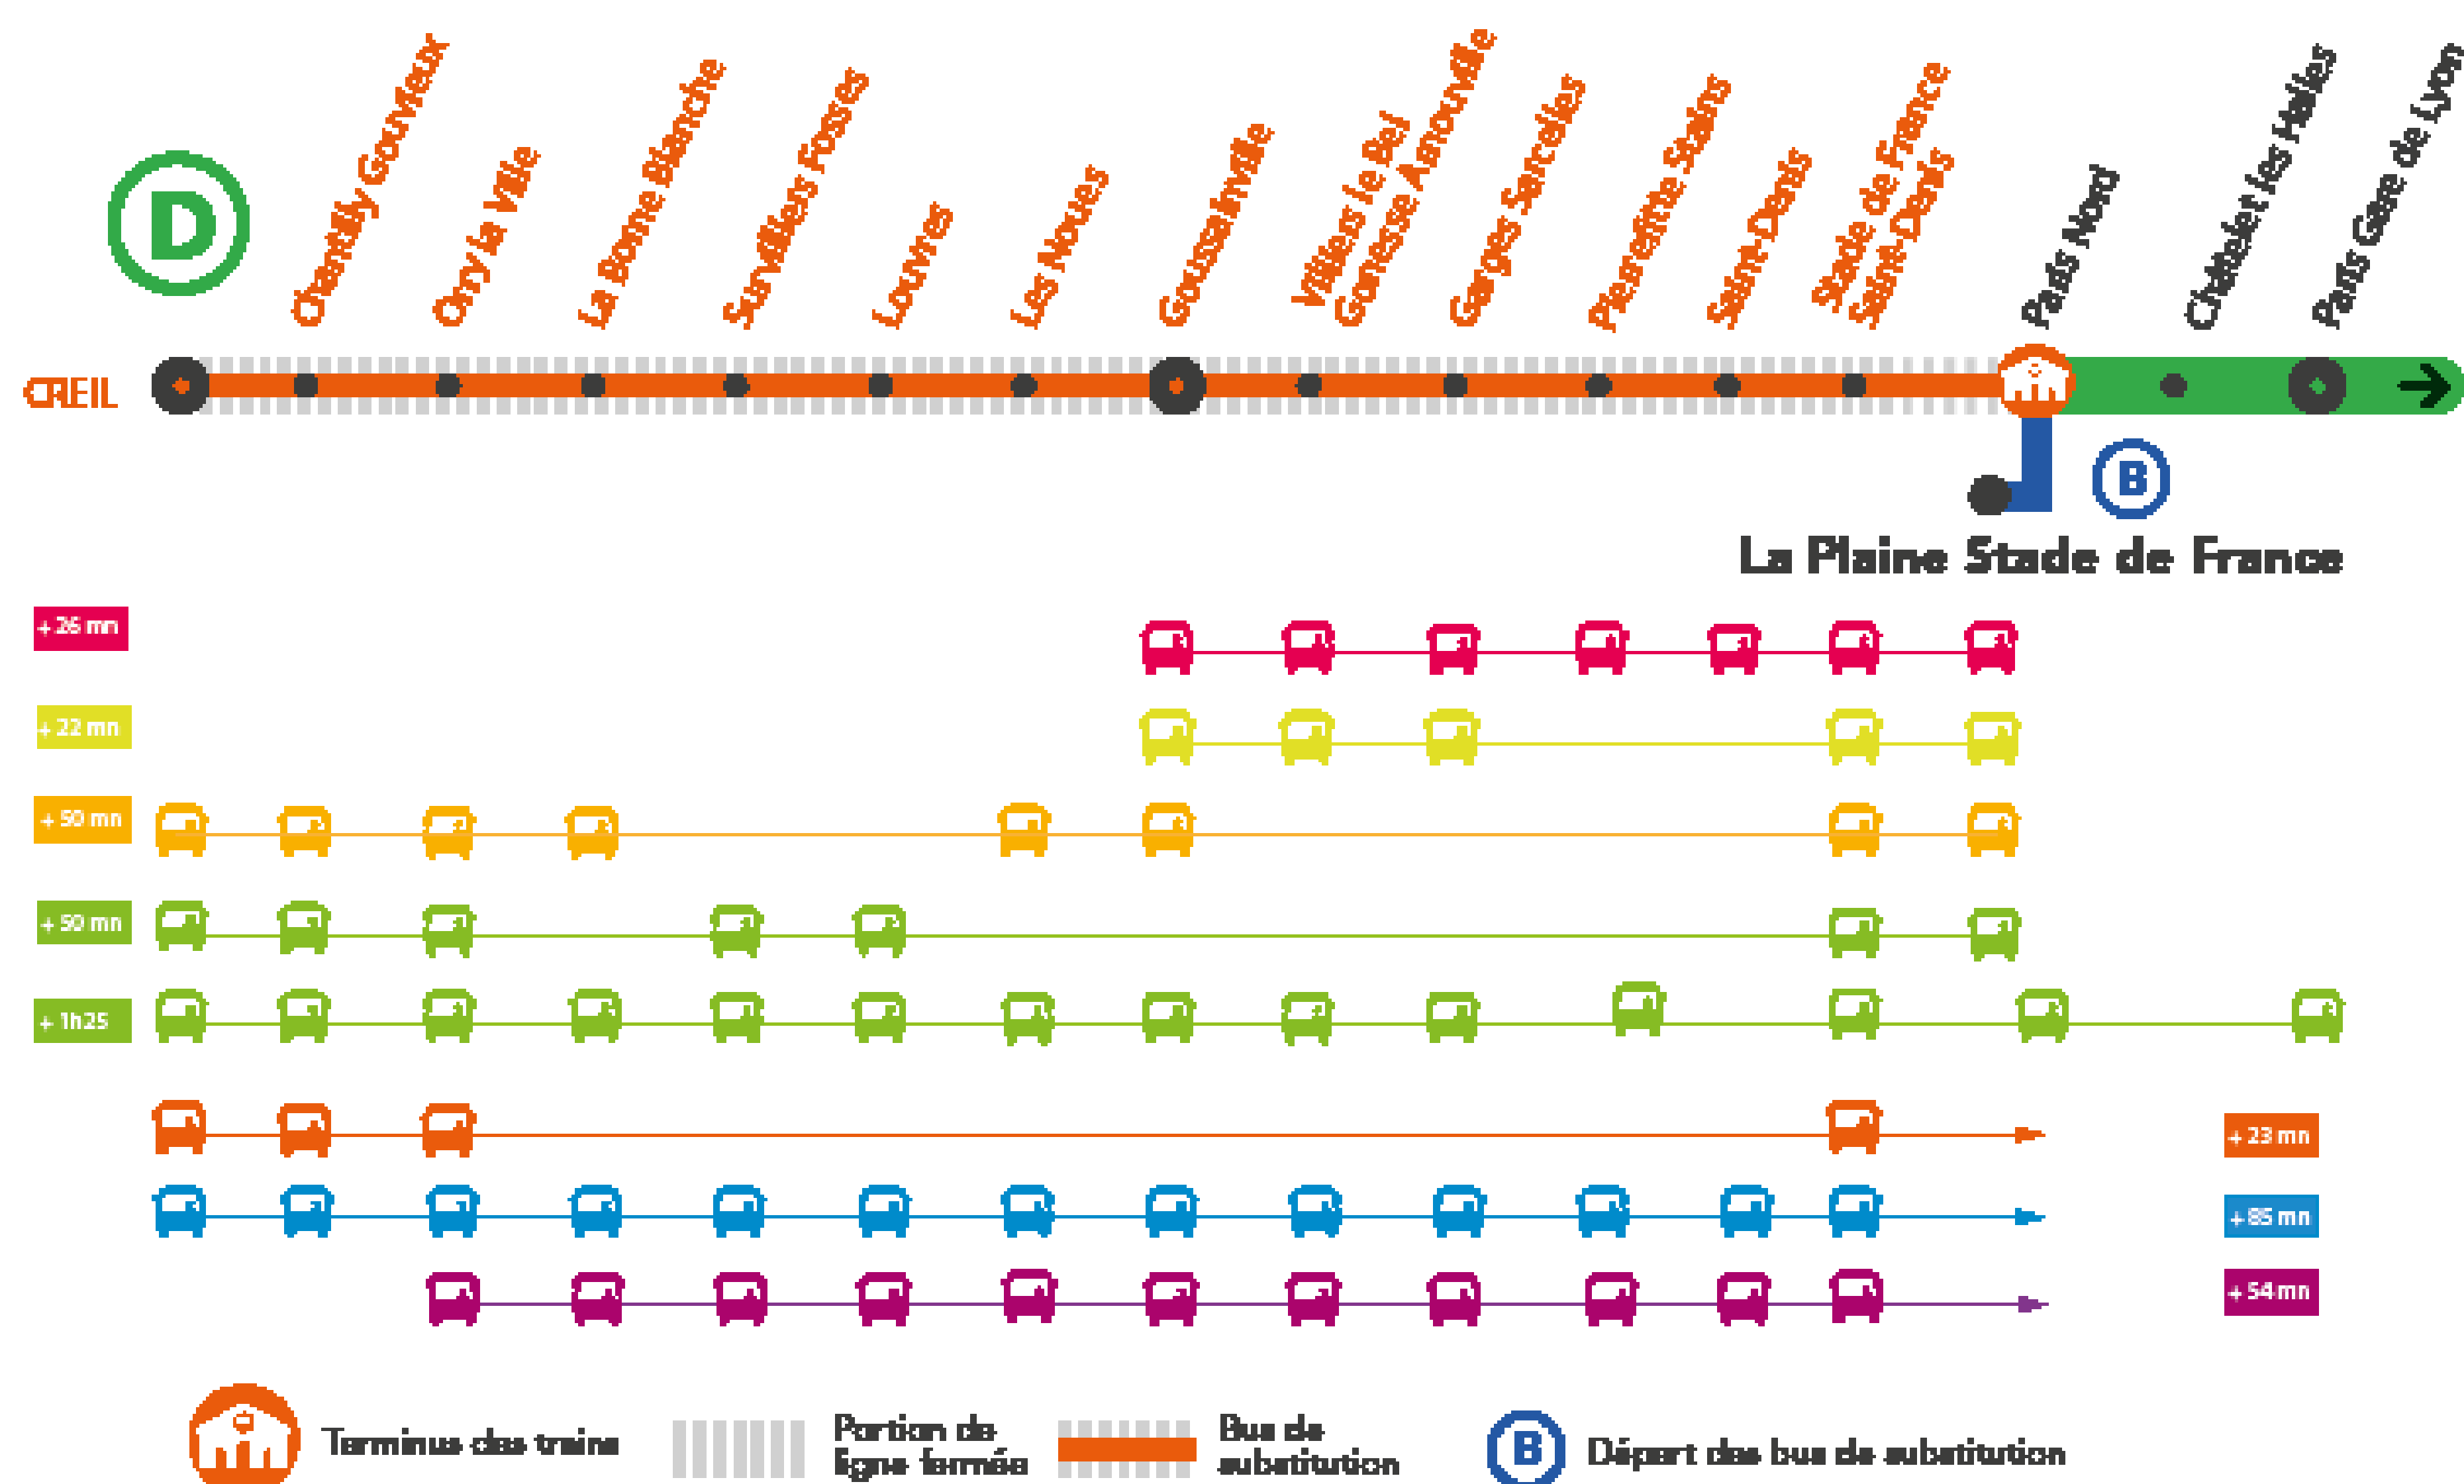 D
Chantilly Gouvieux
Orry la Ville
La Borne Blanche
Survilliers Fosses
Louvres
Les Noues
Goussainville
Villiers le Bel
Gonesse Arnouville
Garges Sarcelles
Pierrefitte Stains
Saint-Denis
Stade de France
Saint-Denis
Paris Nord
Châtelet les Halles
Paris Gare de Lyon
CREIL
B
La Plaine Stade de France
+ 26 mn
+ 22 mn
+ 50 mn
+ 50 mn
+ 1h25
+ 23 mn
+ 85 mn
+ 54 mn
Terminus des trains
Portion de
ligne fermée
Bus de
substitution
B
Départ des bus de substitution